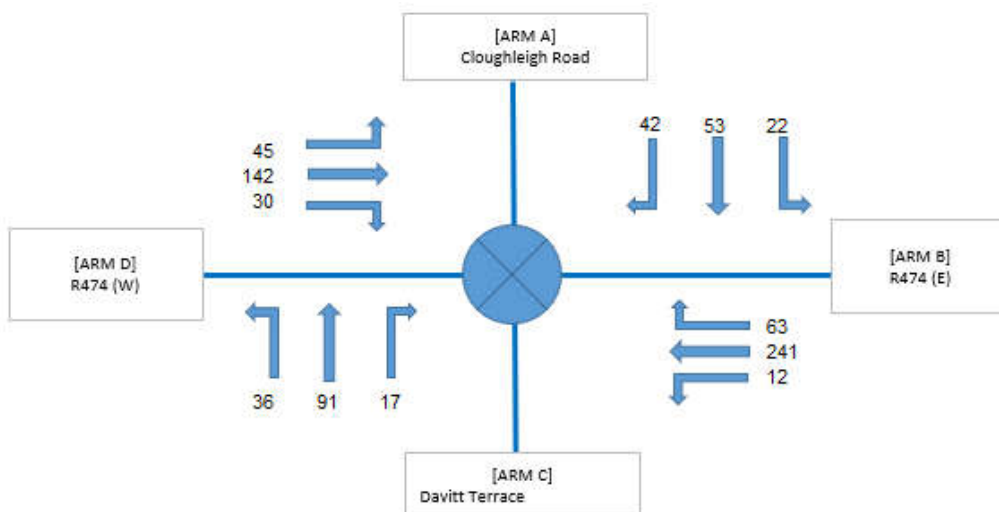 [ARM A]
Cloughleigh Road
42 53 22
45
142
30
[ARM D]
R474 (W)
[ARM B]
R474 (E)
63
241
12
36 91 17
[ARM C]
Davitt Terrace